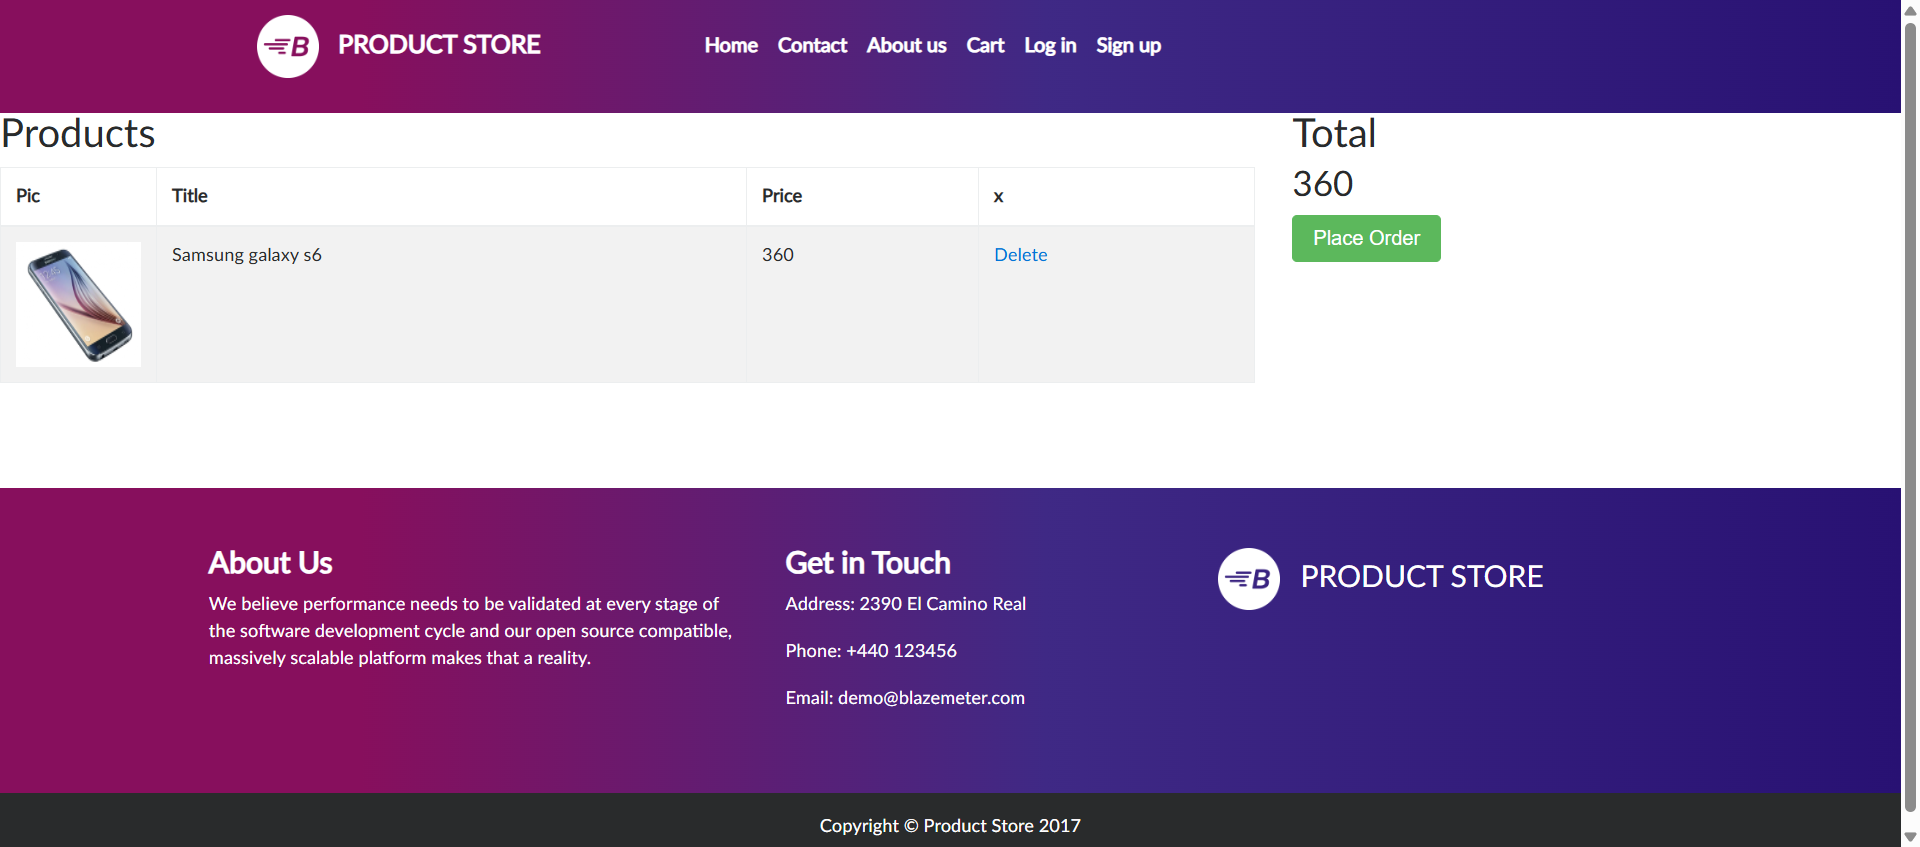 B PRODUCT STORE
Home Contact About us Cart Log in Sign up
Products
Pic Title Price x
Samsung galaxy s6 360 Delete
Total
360
Place Order
About Us
We believe performance needs to be validated at every stage of
the software development cycle and our open source compatible,
massively scalable platform makes that a reality.
Get in Touch
Address: 2390 El Camino Real
Phone: +440 123456
Email: demo@blazemeter.com
B PRODUCT STORE
Copyright © Product Store 2017